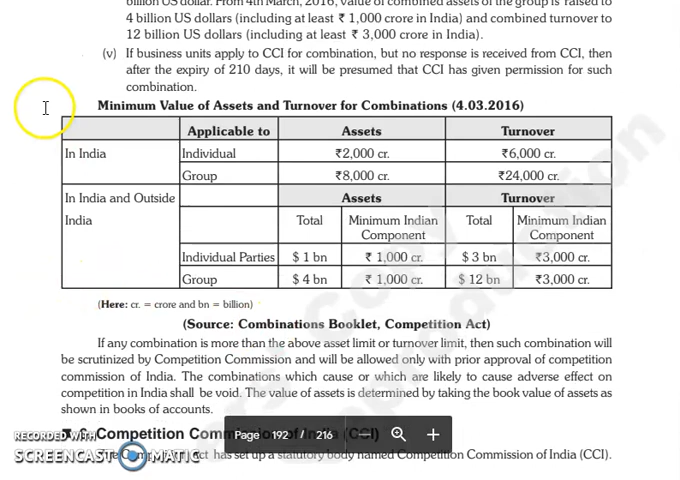 billion US dollar. From 4th March, 2016, value of combined assets of the group is raised to
4 billion US dollars (including at least ₹ 1,000 crore in India) and combined turnover to
12 billion US dollars (including at least ₹ 3,000 crore in India).
(v) If business units apply to CCI for combination, but no response is received from CCI, then
after the expiry of 210 days, it will be presumed that CCI has given permission for such
combination.
Minimum Value of Assets and Turnover for Combinations (4.03.2016)
Applicable to Assets Turnover
In India Individual ₹2,000 cr. ₹6,000 cr.
Group ₹8,000 cr. ₹24,000 cr.
In India and Outside Assets Turnover
India Total Minimum Indian Total Minimum Indian
Component Component
Individual Parties $ 1 bn ₹ 1,000 cr. $ 3 bn ₹3,000 cr.
Group $ 4 bn ₹ 1,000 cr. $ 12 bn ₹3,000 cr.
(Here: cr. = crore and bn = billion)
(Source: Combinations Booklet, Competition Act)
If any combination is more than the above asset limit or turnover limit, then such combination will
be scrutinized by Competition Commission and will be allowed only with prior approval of competition
commission of India. The combinations which cause or which are likely to cause adverse effect on
competition in India shall be void. The value of assets is determined by taking the book value of assets as
shown in books of accounts.
Competition Com of India (CCI)
Page 192 / 216
RECORDED WITH
SCREENCAST MATIC
has set up a statutory body named Competition Commission of India (CCI).